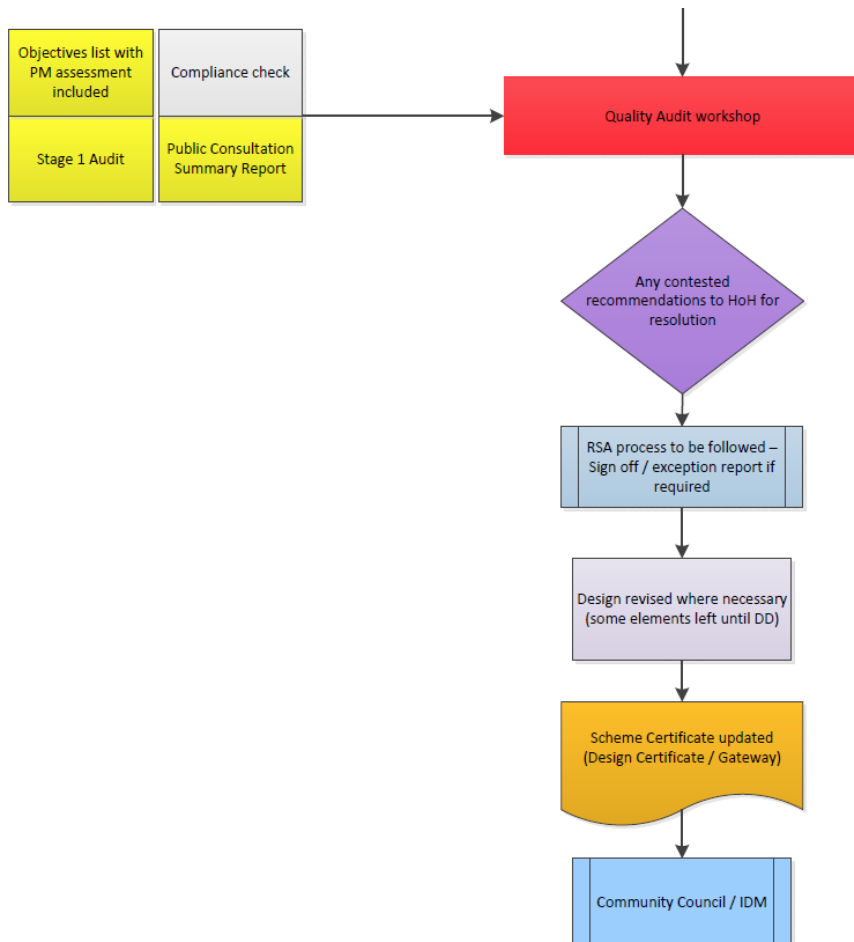 Objectives list with
PM assessment
included
Compliance check
Stage 1 Audit
Public Consultation
Summary Report
Quality Audit workshop
Any contested
recommendations to HoH for
resolution
RSA process to be followed –
Sign off / exception report if
required
Design revised where necessary
(some elements left until DD)
Scheme Certificate updated
(Design Certificate / Gateway)
Community Council / IDM